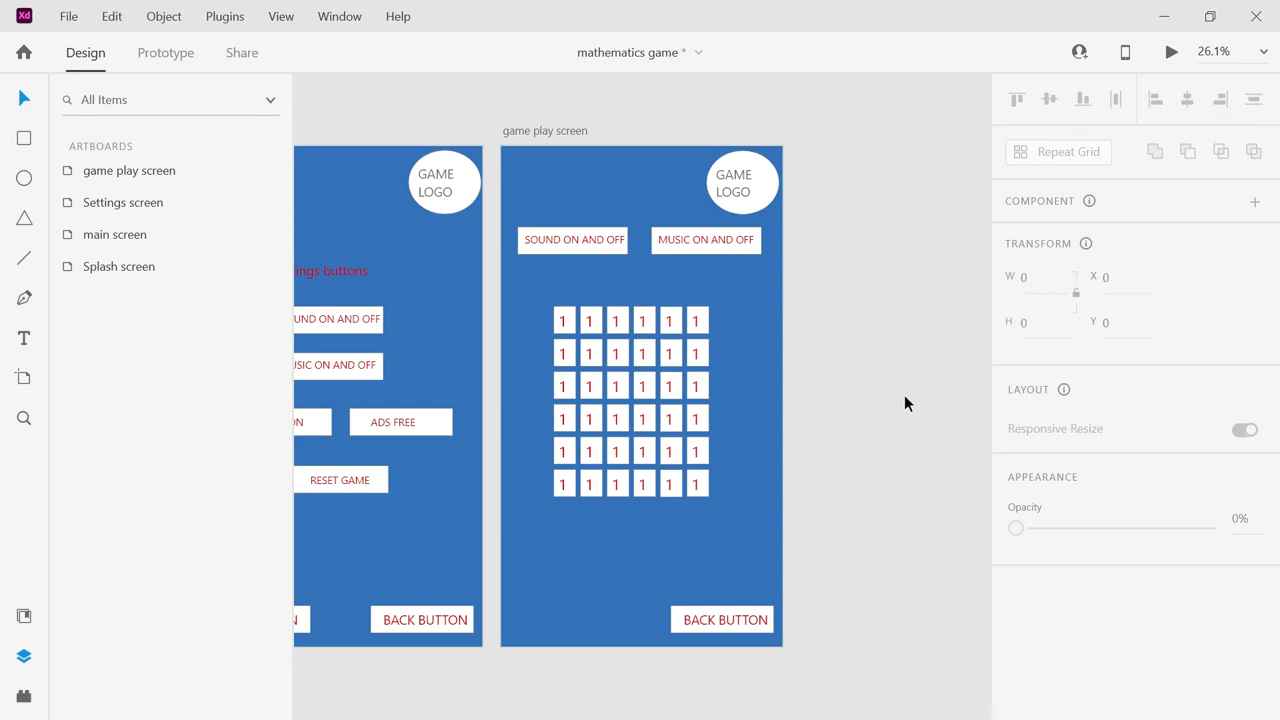 Xd File Edit Object Plugins View Window Help
Design Prototype Share mathematics game * 26.1%
All Items
ARTBOARDS
game play screen
Settings screen
main screen
Splash screen
GAME
LOGO
ings buttons
UND ON AND OFF
USIC ON AND OFF
ON ADS FREE
RESET GAME
N BACK BUTTON
game play screen
GAME
LOGO
SOUND ON AND OFF MUSIC ON AND OFF
1 1 1 1 1 1
1 1 1 1 1 1
1 1 1 1 1 1
1 1 1 1 1 1
1 1 1 1 1 1
1 1 1 1 1 1
BACK BUTTON
Repeat Grid
COMPONENT
TRANSFORM
W 0 X 0
H 0 Y 0
LAYOUT
Responsive Resize
APPEARANCE
Opacity
0%